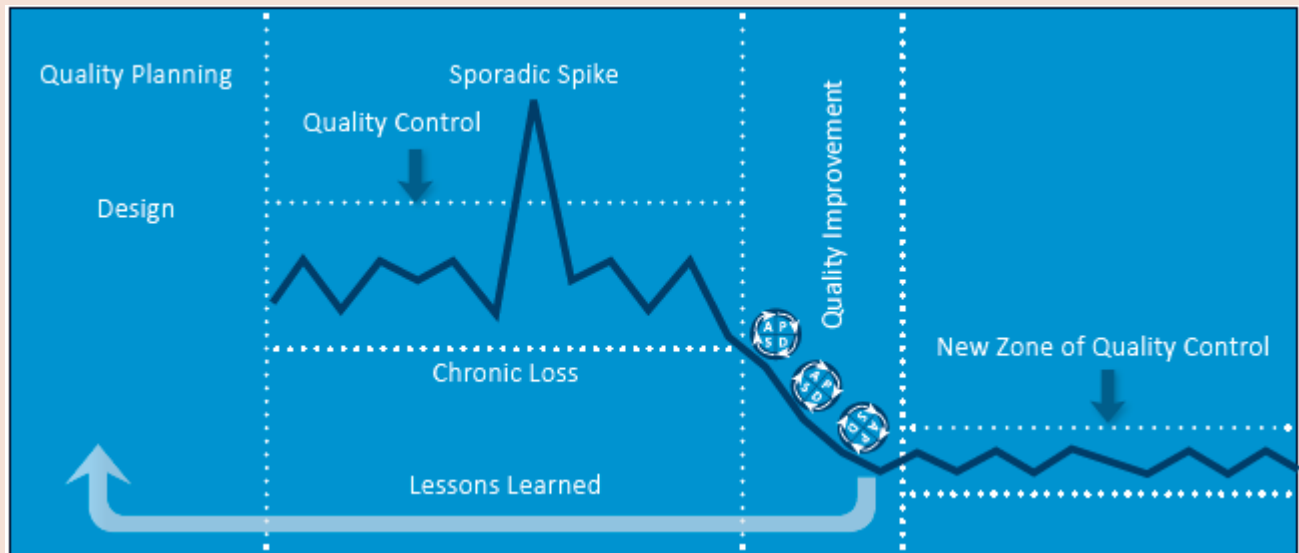 Quality Planning
Sporadic Spike
Quality Control
Quality Improvement
Design
A P
S D
A P
S D
A P
S D
New Zone of Quality Control
Chronic Loss
Lessons Learned